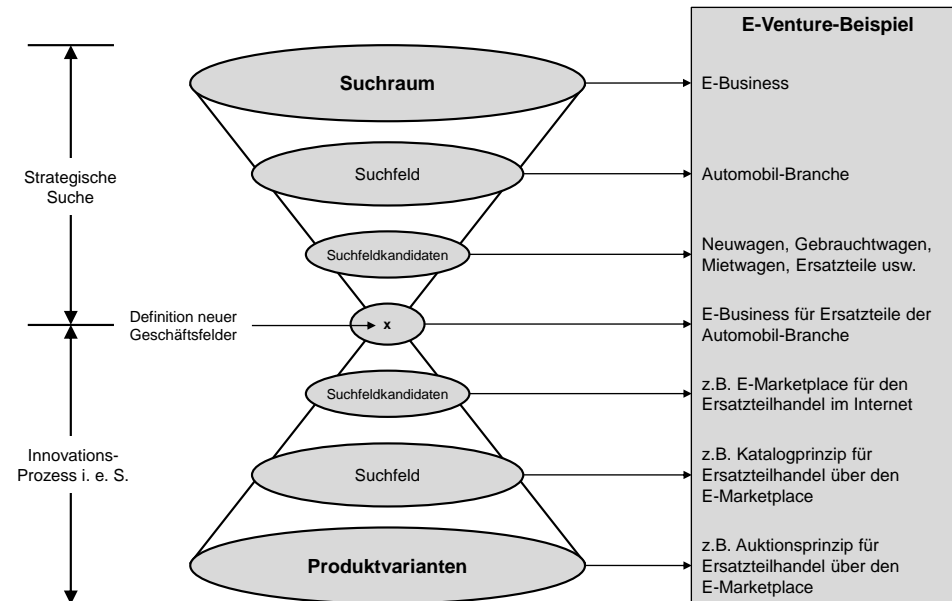 E-Venture-Beispiel
Suchraum
E-Business
Strategische
Suche
Suchfeld
Automobil-Branche
Suchfeldkandidaten
Neuwagen, Gebrauchtwagen,
Mietwagen, Ersatzteile usw.
Definition neuer
Geschäftsfelder
x
E-Business für Ersatzteile der
Automobil-Branche
Suchfeldkandidaten
z.B. E-Marketplace für den
Ersatzteilhandel im Internet
Innovations-
Prozess i. e. S.
Suchfeld
z.B. Katalogprinzip für
Ersatzteilhandel über den
E-Marketplace
Produktvarianten
z.B. Auktionsprinzip für
Ersatzteilhandel über den
E-Marketplace